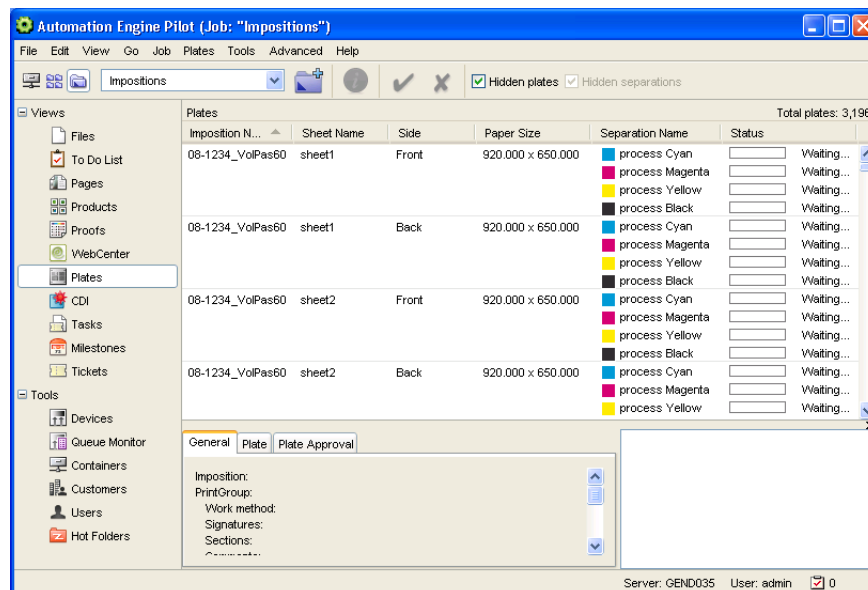 Automation Engine Pilot (Job: "Impositions")
File Edit View Go Job Plates Tools Advanced Help
Impositions Hidden plates Hidden separations
Views
Files
To Do List
Pages
Products
Proofs
WebCenter
Plates
CDI
Tasks
Milestones
Tickets
Tools
Devices
Queue Monitor
Containers
Customers
Users
Hot Folders
Plates Total plates: 3,196
Imposition N... Sheet Name Side Paper Size Separation Name Status
08-1234_VolPas60 sheet1 Front 920.000 x 650.000 process Cyan Waiting...
process Magenta Waiting...
process Yellow Waiting...
process Black Waiting...
08-1234_VolPas60 sheet1 Back 920.000 x 650.000 process Cyan Waiting...
process Magenta Waiting...
process Yellow Waiting...
process Black Waiting...
08-1234_VolPas60 sheet2 Front 920.000 x 650.000 process Cyan Waiting...
process Magenta Waiting...
process Yellow Waiting...
process Black Waiting...
08-1234_VolPas60 sheet2 Back 920.000 x 650.000 process Cyan Waiting...
process Magenta Waiting...
process Yellow Waiting...
General Plate Plate Approval
Imposition:
PrintGroup:
Work method:
Signatures:
Sections:
Server: GEND035 User: admin 0